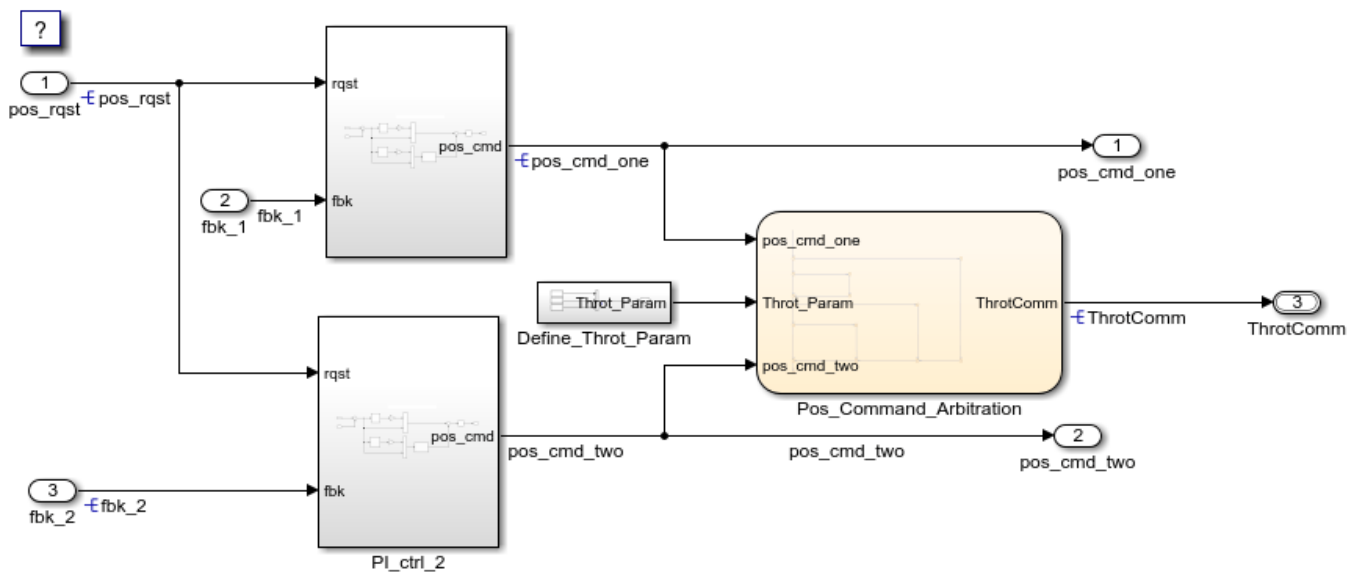 ?
1
pos_rqst
pos_rqst
rqst
pos_cmd
fbk
2
fbk_1
fbk_1
pos_cmd_one
1
pos_cmd_one
pos_cmd_one
Throt_Param
pos_cmd_two
ThrotComm
Pos_Command_Arbitration
Throt_Param
Define_Throt_Param
ThrotComm
3
ThrotComm
rqst
pos_cmd
fbk
PI_ctrl_2
pos_cmd_two
pos_cmd_two
2
pos_cmd_two
3
fbk_2
fbk_2